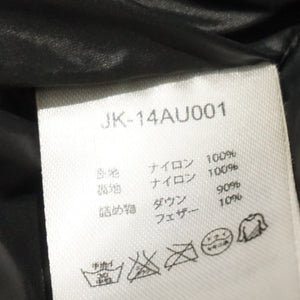 JK-14AU001
表地 ナイロン 100%
裏地 ナイロン 100%
詰め物 ダウン 90%
フェザー 10%